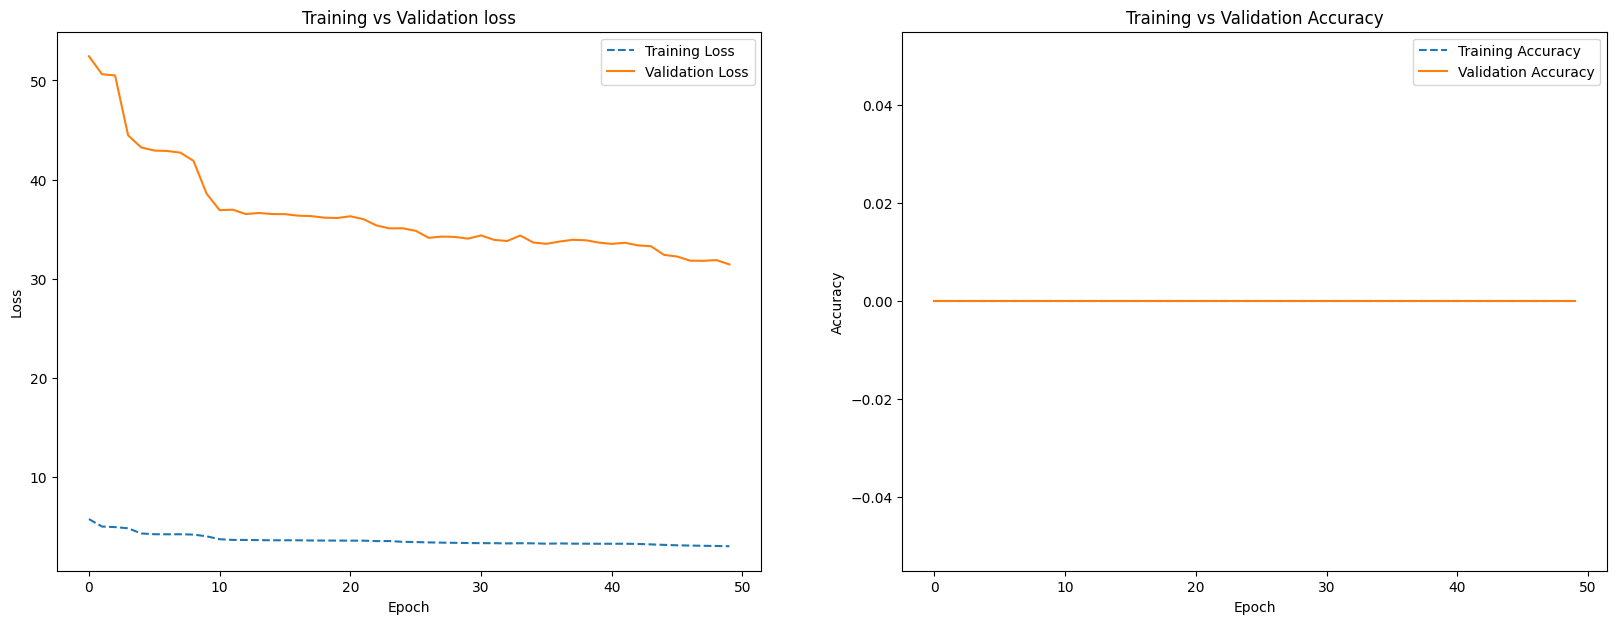 Training vs Validation loss
Training Loss
Validation Loss
50
40
30
20
10
Loss
0
10
20
30
40
50
Epoch
Training vs Validation Accuracy
Training Accuracy
Validation Accuracy
0.04
0.02
0.00
−0.02
−0.04
Accuracy
0
10
20
30
40
50
Epoch